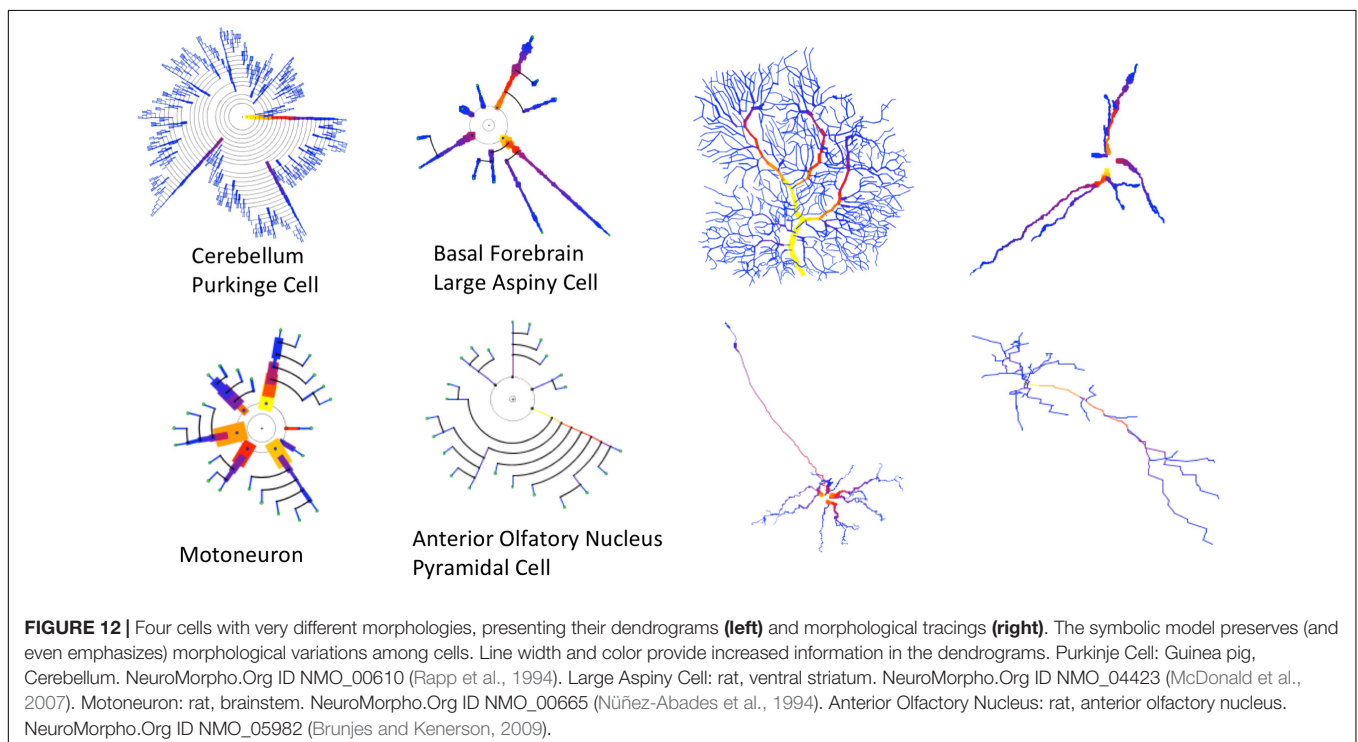 Cerebellum
Purkinge Cell
Basal Forebrain
Large Aspiny Cell
Motoneuron
Anterior Olfatory Nucleus
Pyramidal Cell
FIGURE 12 | Four cells with very different morphologies, presenting their dendrograms (left) and morphological tracings (right). The symbolic model preserves (and
even emphasizes) morphological variations among cells. Line width and color provide increased information in the dendrograms. Purkinje Cell: Guinea pig,
Cerebellum. NeuroMorpho.Org ID NMO_00610 (Rapp et al., 1994). Large Aspiny Cell: rat, ventral striatum. NeuroMorpho.Org ID NMO_04423 (McDonald et al.,
2007). Motoneuron: rat, brainstem. NeuroMorpho.Org ID NMO_00665 (Núñez-Abades et al., 1994). Anterior Olfactory Nucleus: rat, anterior olfactory nucleus.
NeuroMorpho.Org ID NMO_05982 (Brunjes and Kenerson, 2009).